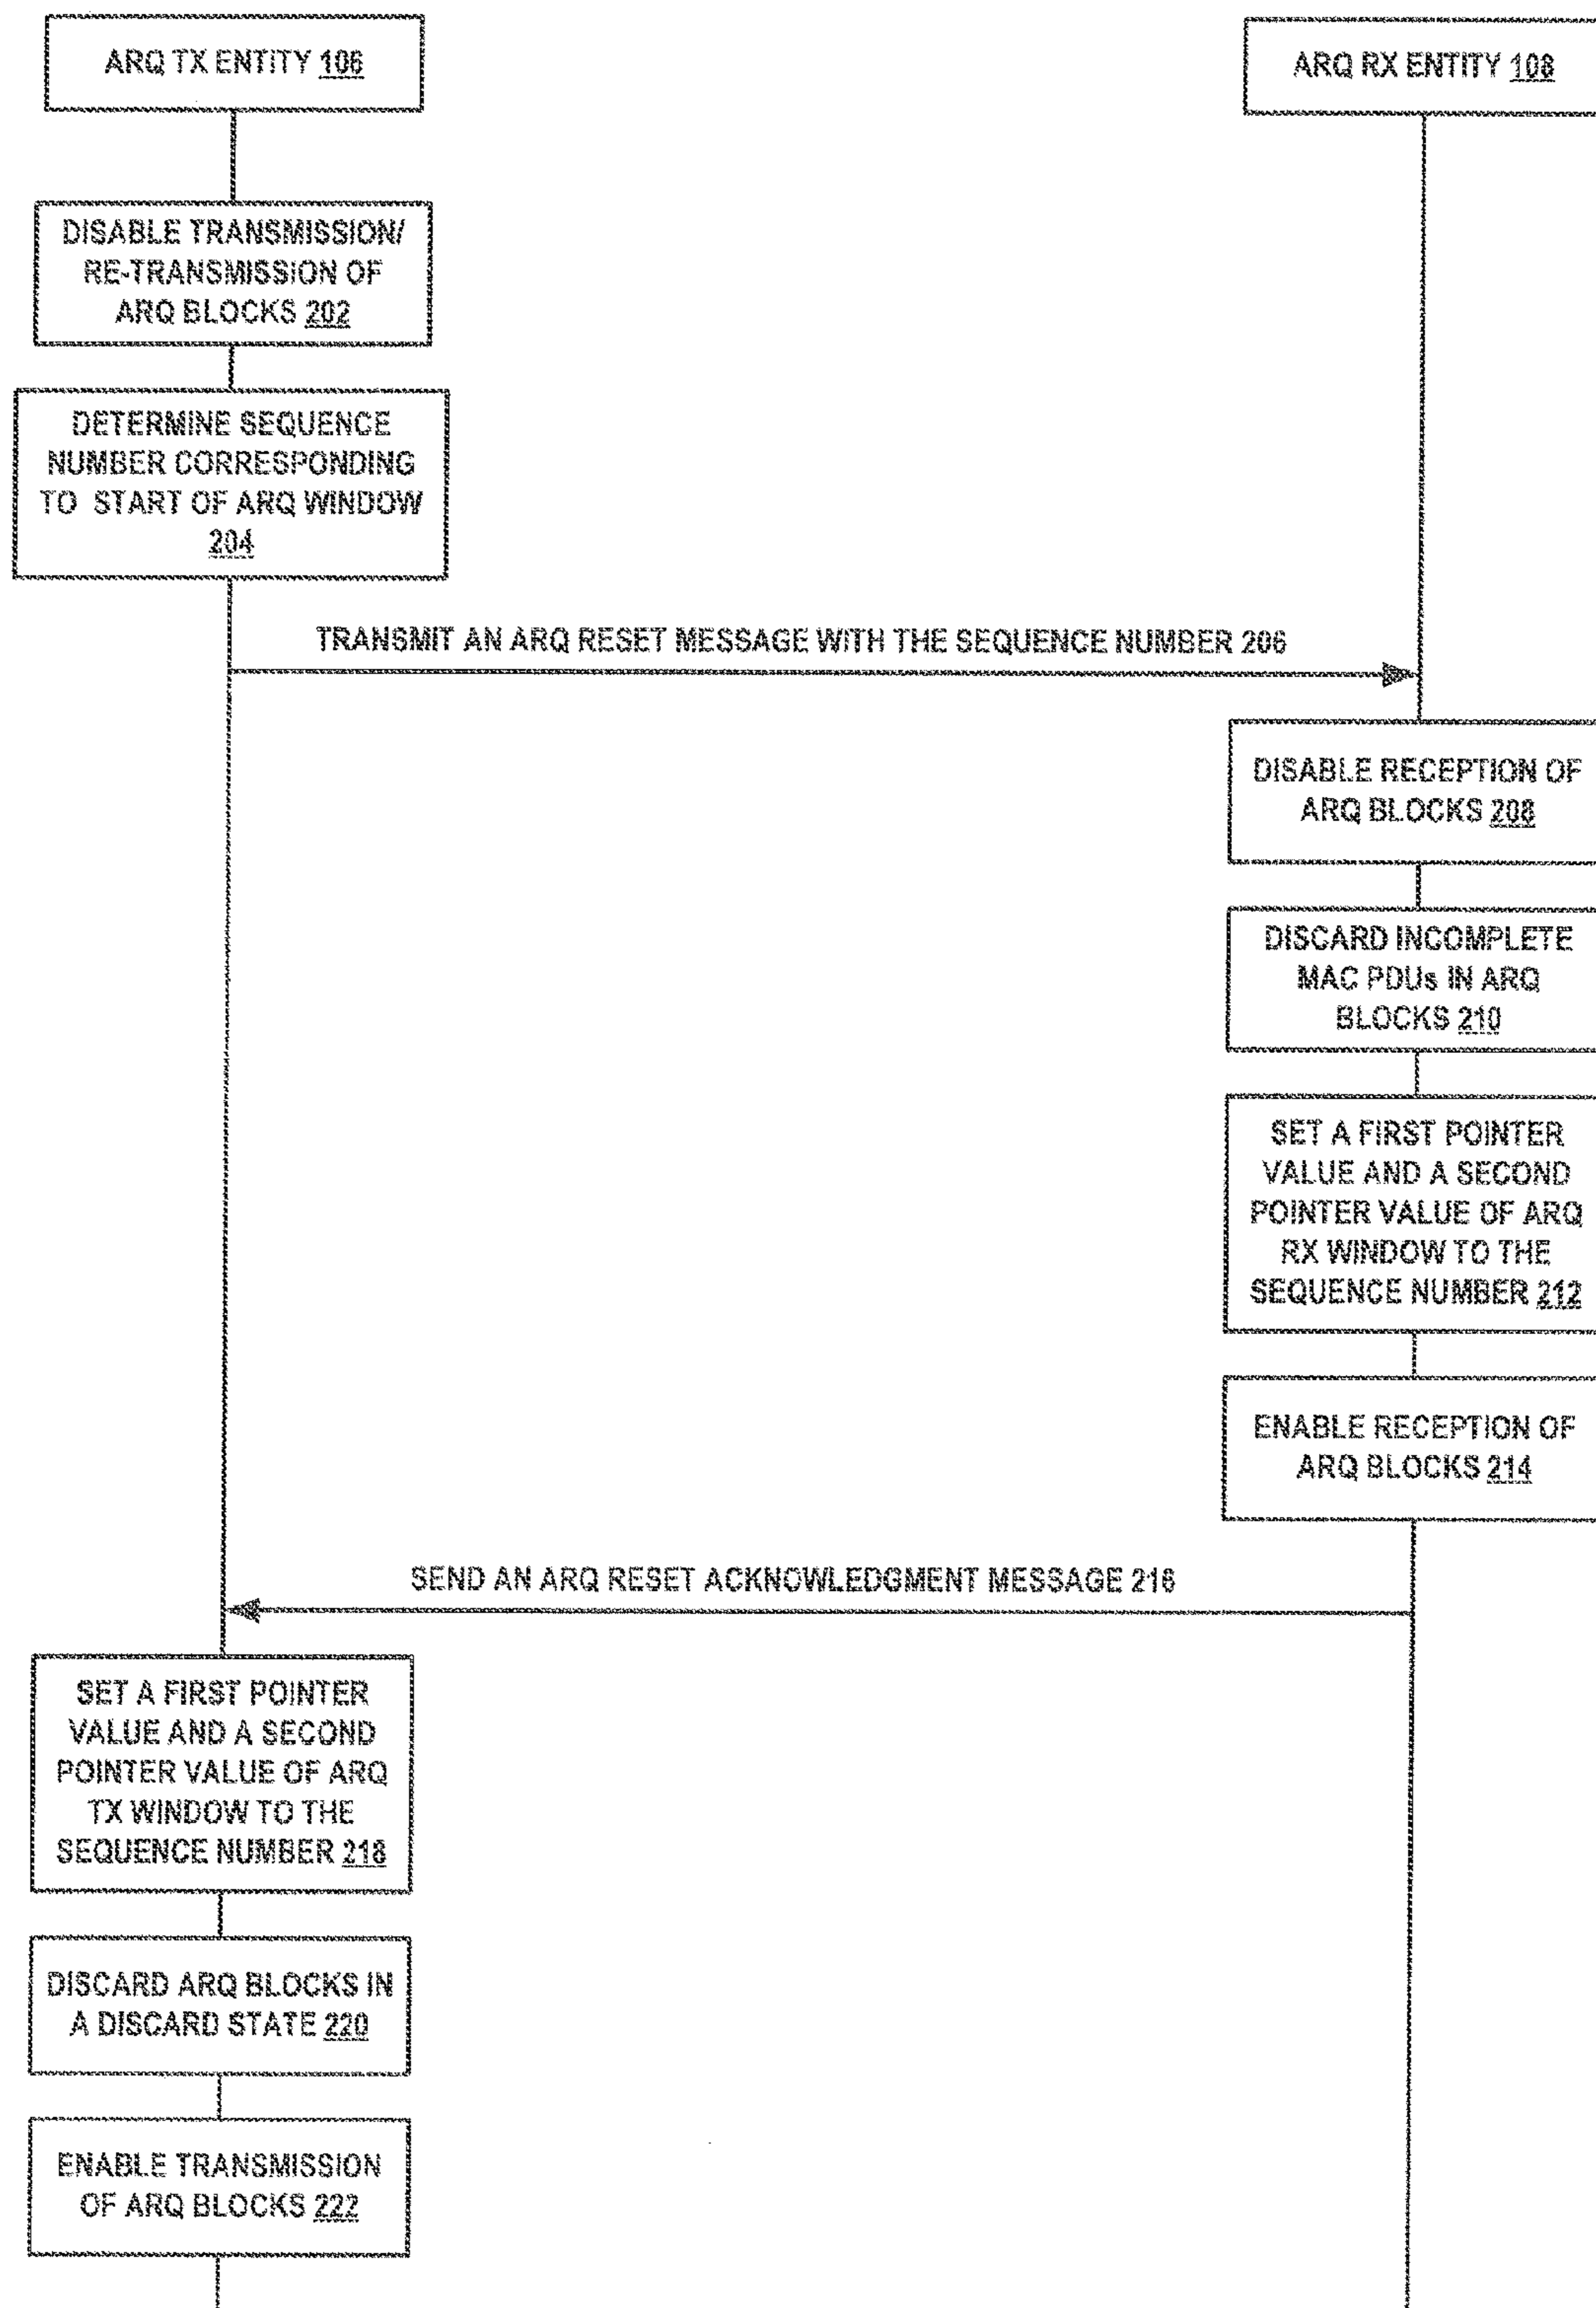 ARQ TX ENTITY 106
ARQ RX ENTITY 108
DISABLE TRANSMISSION/
RE-TRANSMISSION OF
ARQ BLOCKS 202
DETERMINE SEQUENCE
NUMBER CORRESPONDING
TO START OF ARQ WINDOW
204
TRANSMIT AN ARQ RESET MESSAGE WITH THE SEQUENCE NUMBER 206
DISABLE RECEPTION OF
ARQ BLOCKS 208
DISCARD INCOMPLETE
MAC PDUs IN ARQ
BLOCKS 210
SET A FIRST POINTER
VALUE AND A SECOND
POINTER VALUE OF ARQ
RX WINDOW TO THE
SEQUENCE NUMBER 212
ENABLE RECEPTION OF
ARQ BLOCKS 214
SEND AN ARQ RESET ACKNOWLEDGMENT MESSAGE 216
SET A FIRST POINTER
VALUE AND A SECOND
POINTER VALUE OF ARQ
TX WINDOW TO THE
SEQUENCE NUMBER 218
DISCARD ARQ BLOCKS IN
A DISCARD STATE 220
ENABLE TRANSMISSION
OF ARQ BLOCKS 222